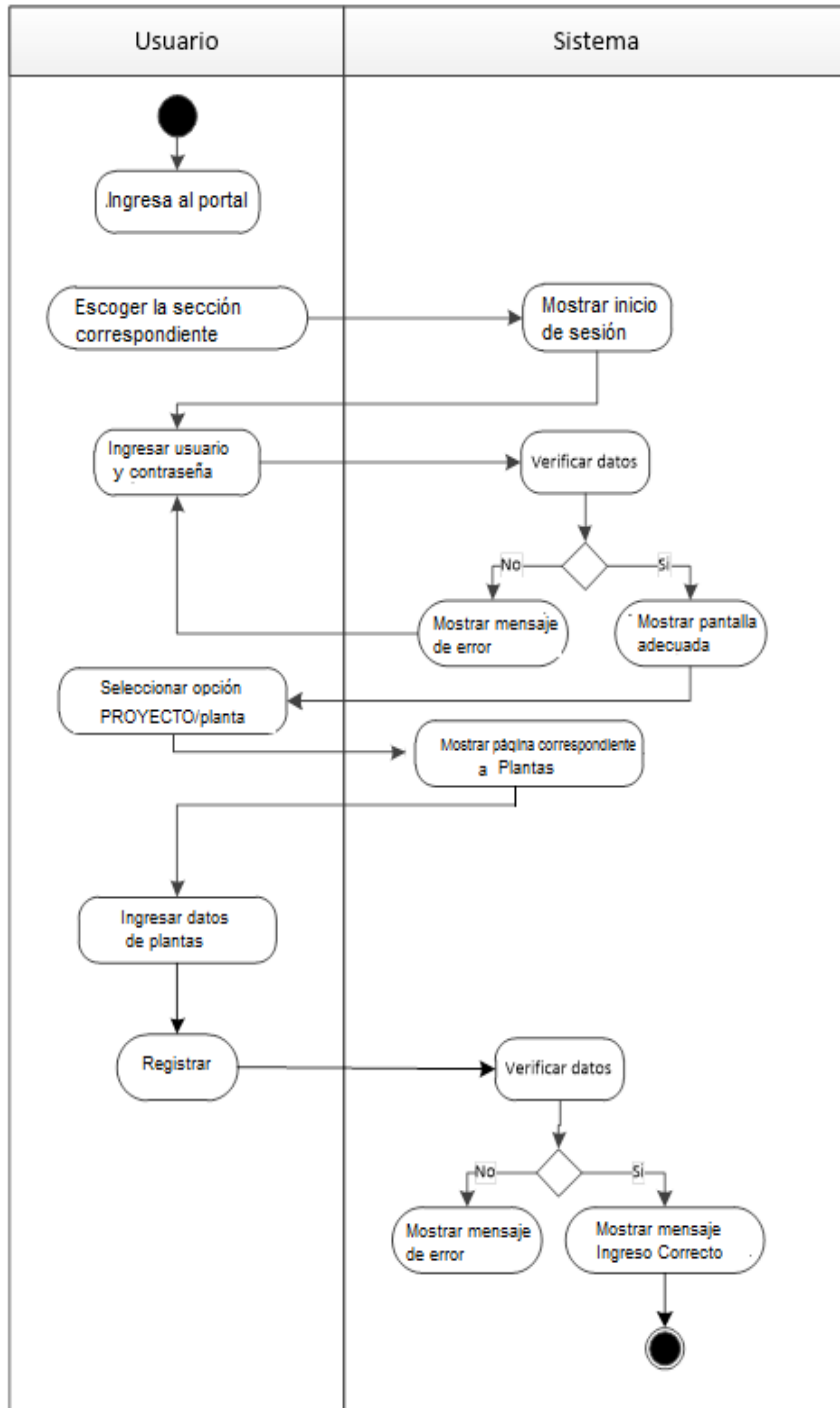 Usuario
Sistema
Ingresa al portal
Escoger la sección
correspondiente
Mostrar inicio
de sesión
Ingresar usuario
y contraseña
Verificar datos
No
Si
Mostrar mensaje
de error
Mostrar pantalla
adecuada
Seleccionar opción
PROYECTO/planta
Mostrar página correspondiente
a Plantas
Ingresar datos
de plantas
Registrar
Verificar datos
No
Si
Mostrar mensaje
de error
Mostrar mensaje
Ingreso Correcto